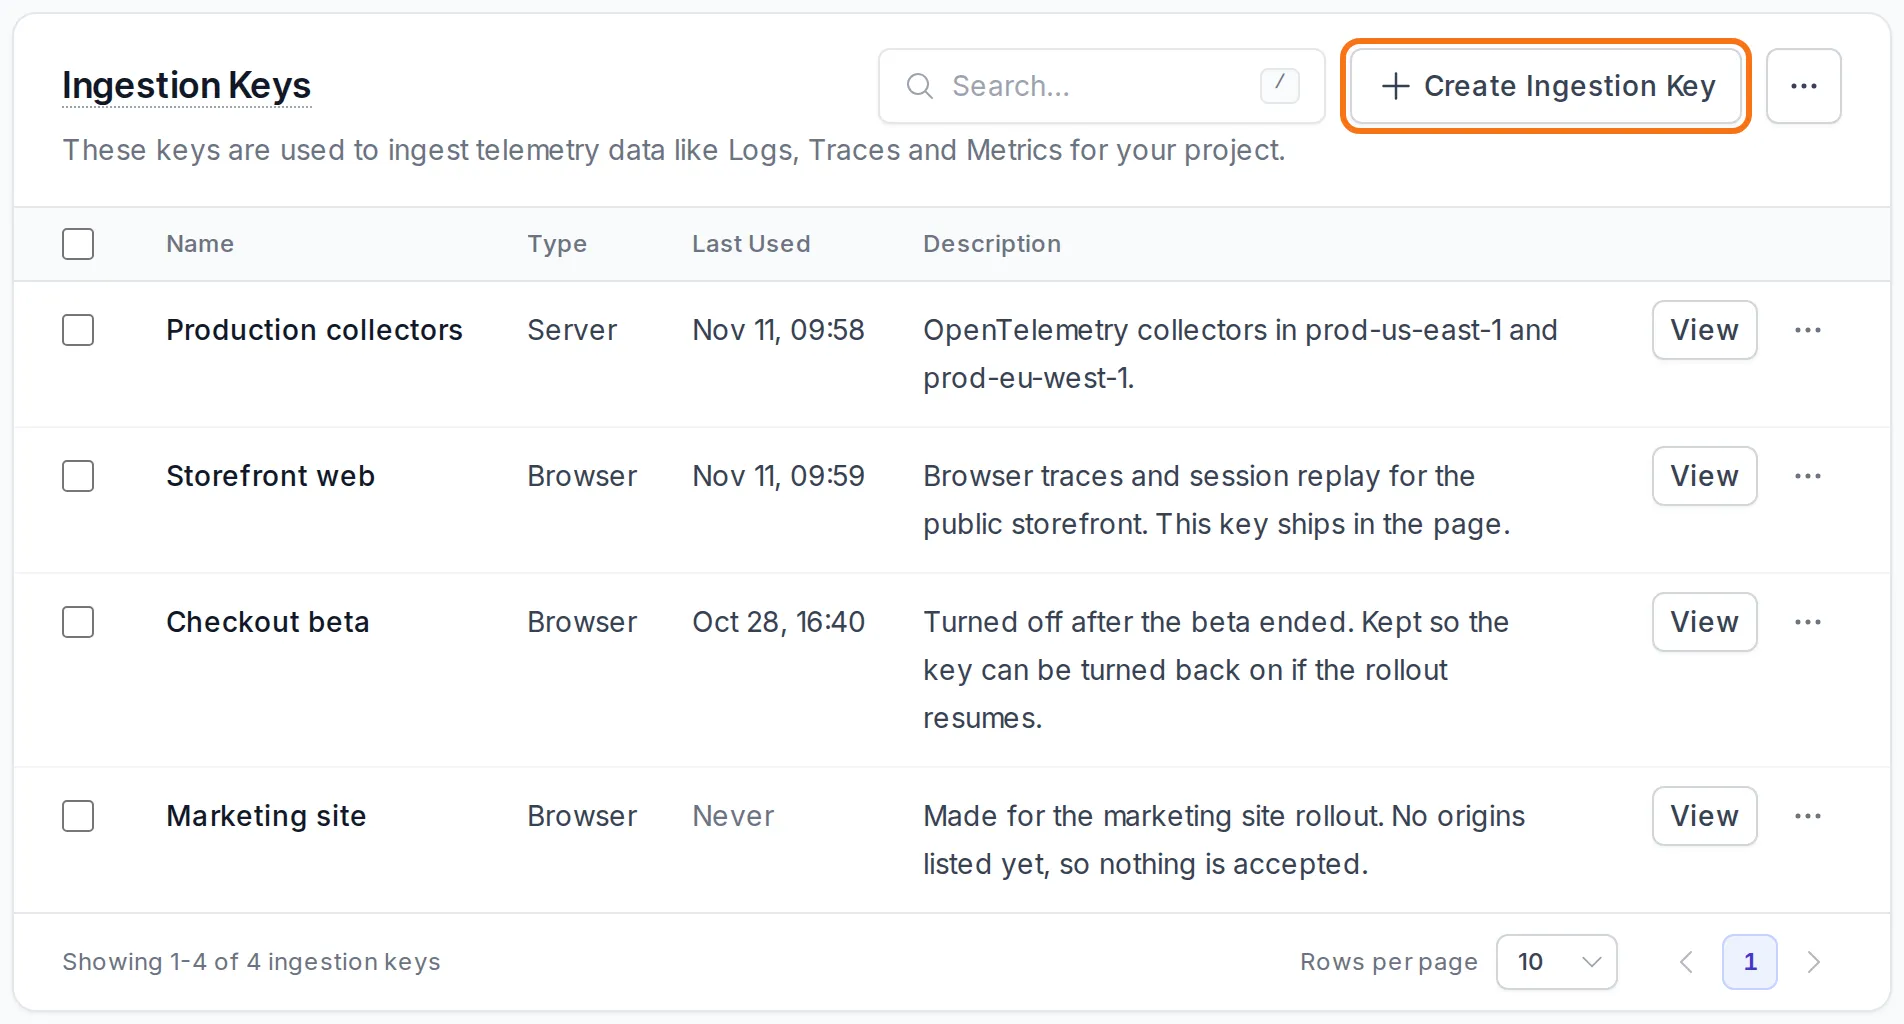 Ingestion Keys
Search...
/
Create Ingestion Key
These keys are used to ingest telemetry data like Logs, Traces and Metrics for your project.
Name Type Last Used Description
Production collectors Server Nov 11, 09:58 OpenTelemetry collectors in prod-us-east-1 and View
prod-eu-west-1.
Storefront web Browser Nov 11, 09:59 Browser traces and session replay for the View
public storefront. This key ships in the page.
Checkout beta Browser Oct 28, 16:40 Turned off after the beta ended. Kept so the View
key can be turned back on if the rollout
resumes.
Marketing site Browser Never Made for the marketing site rollout. No origins View
listed yet, so nothing is accepted.
Showing 1-4 of 4 ingestion keys Rows per page 10 1